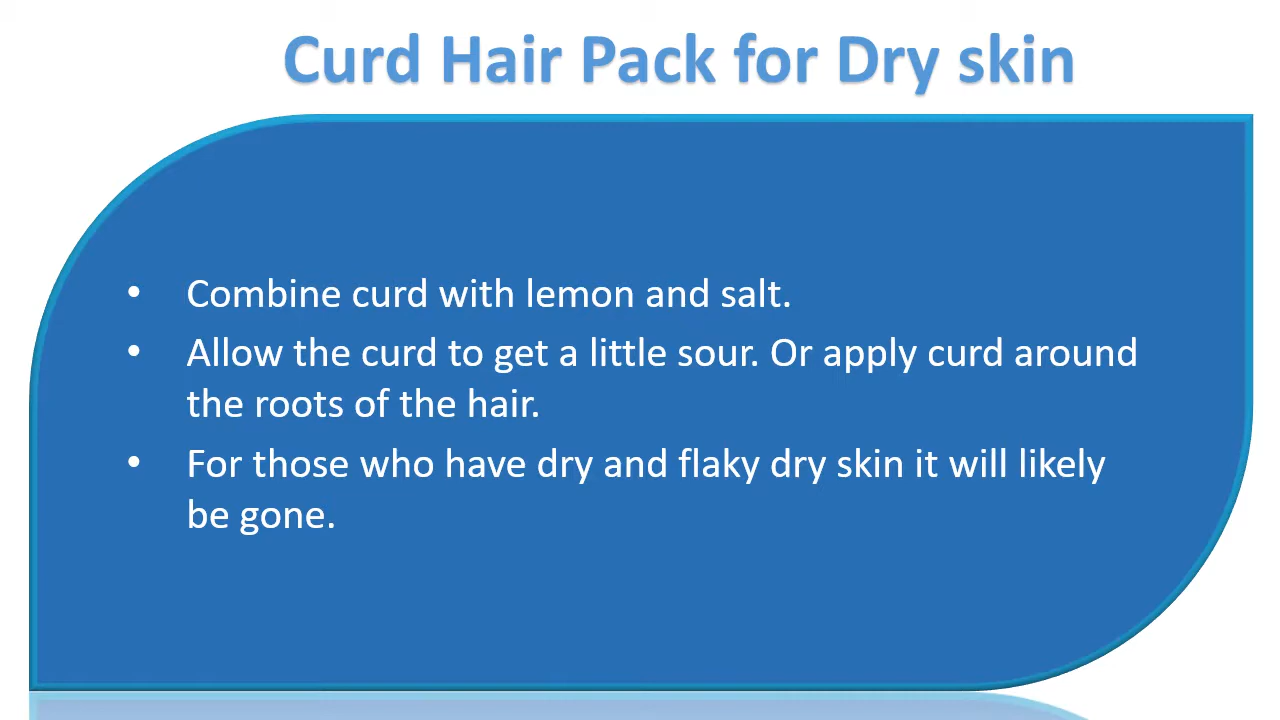 Curd Hair Pack for Dry skin
• Combine curd with lemon and salt.
• Allow the curd to get a little sour. Or apply curd around
the roots of the hair.
• For those who have dry and flaky dry skin it will likely
be gone.